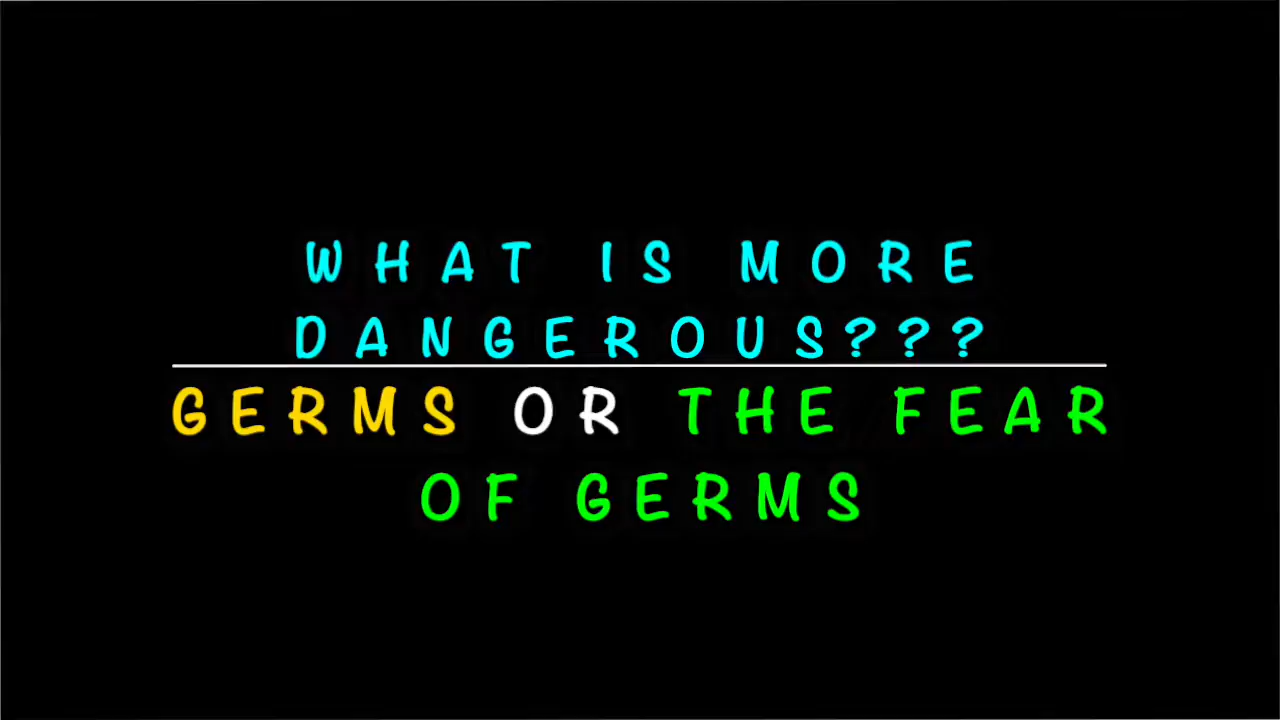 WHAT IS MORE
DANGEROUS???
GERMS OR THE FEAR
OF GERMS